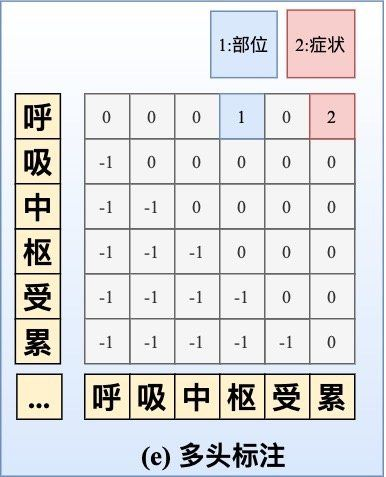 1:部位 2:症状
呼 0 0 0 1 0 2
吸 -1 0 0 0 0 0
中 -1 -1 0 0 0 0
枢 -1 -1 -1 0 0 0
受 -1 -1 -1 -1 0 0
累 -1 -1 -1 -1 -1 0
... 呼 吸 中 枢 受 累
(e) 多头标注